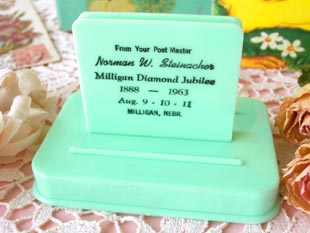 From Your Post Master
Norman W. Steinacher
Milligan Diamond Jubilee
1888 — 1963
Aug. 9 - 10 - 11
MILLIGAN, NEBR.